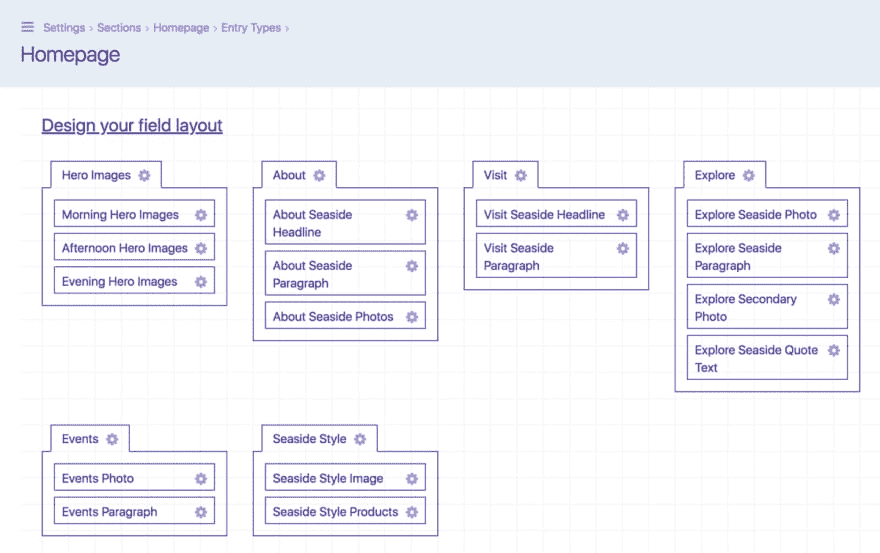 Settings › Sections › Homepage › Entry Types ›
Homepage
Design your field layout
Hero Images
Morning Hero Images
Afternoon Hero Images
Evening Hero Images
About
About Seaside
Headline
About Seaside
Paragraph
About Seaside Photos
Visit
Visit Seaside Headline
Visit Seaside
Paragraph
Explore
Explore Seaside Photo
Explore Seaside
Paragraph
Explore Secondary
Photo
Explore Seaside Quote
Text
Events
Events Photo
Events Paragraph
Seaside Style
Seaside Style Image
Seaside Style Products